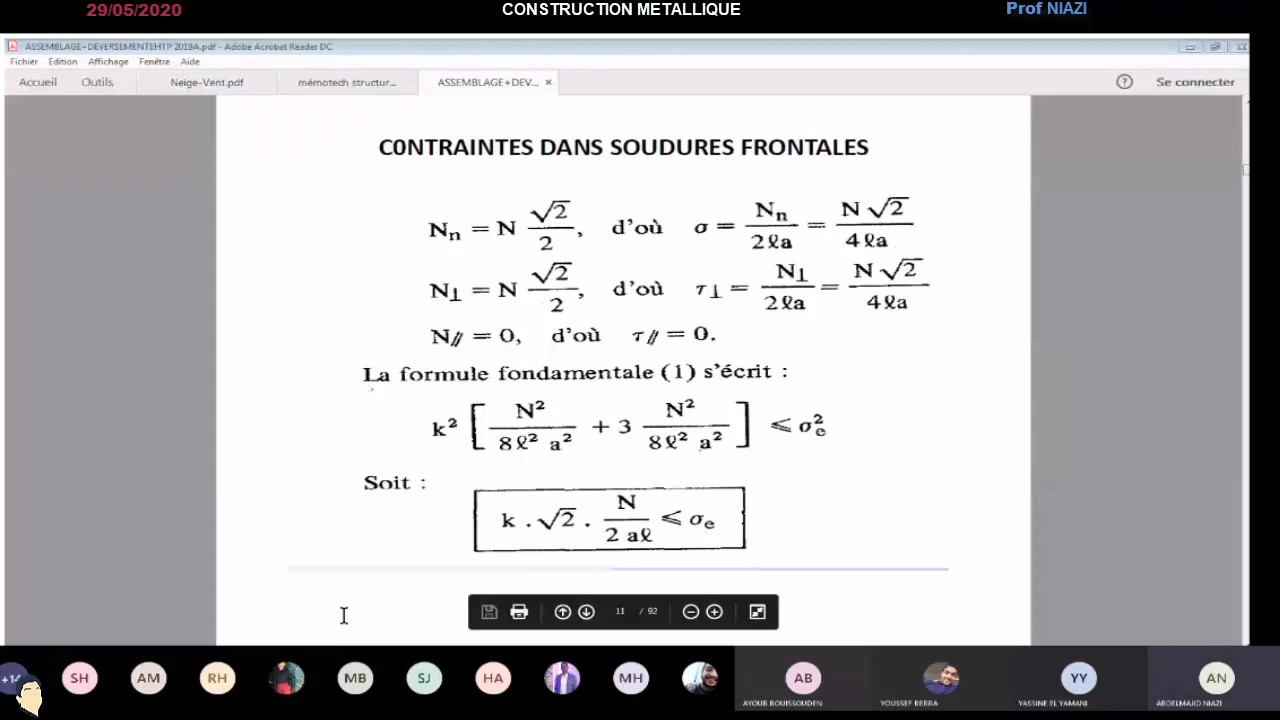 29/05/2020 CONSTRUCTION METALLIQUE Prof NIAZI
ASSEMBLAGE+DEVERSEMENTEHTP 2019A.pdf - Adobe Acrobat Reader DC
Fichier Edition Affichage Fenêtre Aide
Accueil Outils Neige-Vent.pdf mémotech structur... ASSEMBLAGE+DEV... × ? Se connecter
C0NTRAINTES DANS SOUDURES FRONTALES
Nₙ = N √2/2, d'où σ = Nₙ/2ℓa = N√2/4ℓa
N⊥ = N √2/2, d'où τ⊥ = N⊥/2ℓa = N√2/4ℓa
N∥ = 0, d'où τ∥ = 0.
La formule fondamentale (1) s'écrit :
k² [ N²/8ℓ² a² + 3 N²/8ℓ² a² ] ⩽ σₑ²
Soit :
k . √2 . N/2 aℓ ⩽ σₑ
11 / 92
+14 SH AM RH MB SJ HA MH AB YY AN
AYOUB BOUISSOUDEN YOUSSEF BERRA YASSINE EL YAMANI ABDELMAJID NIAZI